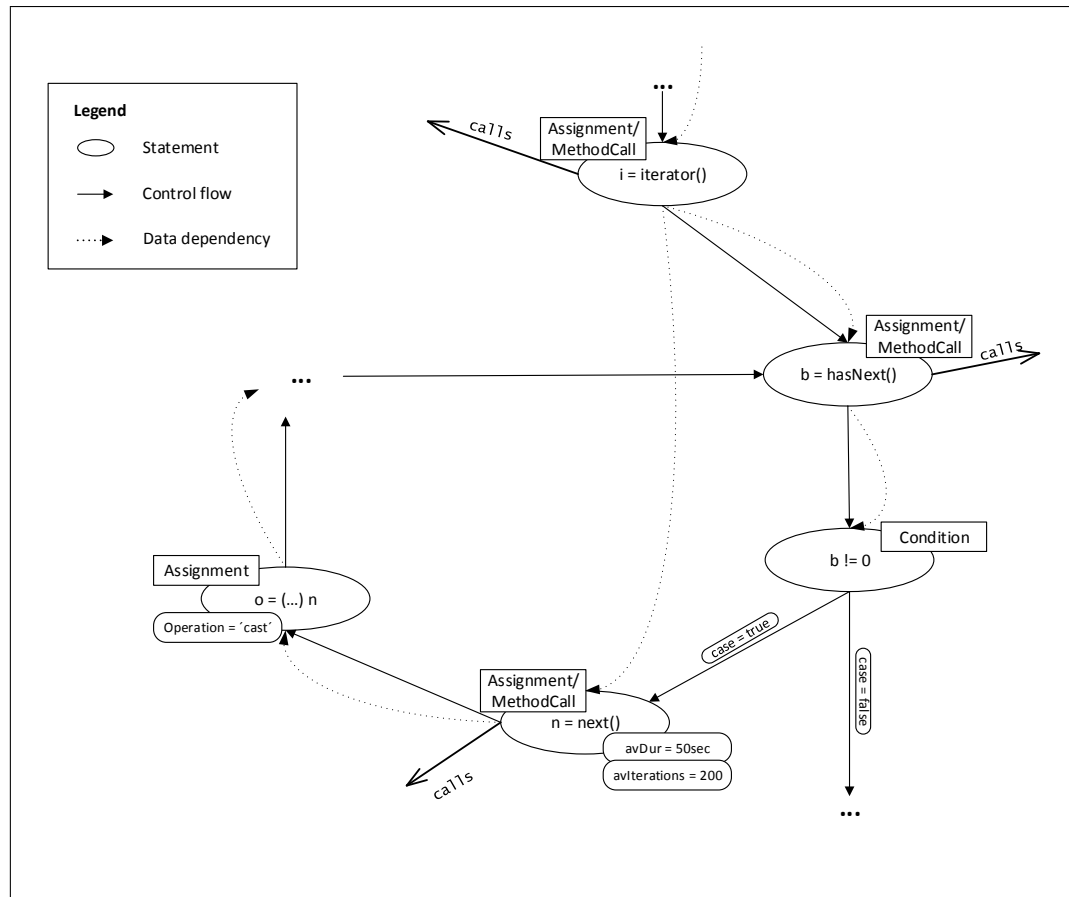 Legend
Statement
Control flow
Data dependency
...
calls
Assignment/
MethodCall
i = iterator()
Assignment/
MethodCall
calls
b = hasNext()
...
Condition
b != 0
Assignment
o = (...) n
Operation = ´cast´
case = true
case = false
Assignment/
MethodCall
n = next()
avDur = 50sec
avIterations = 200
calls
...